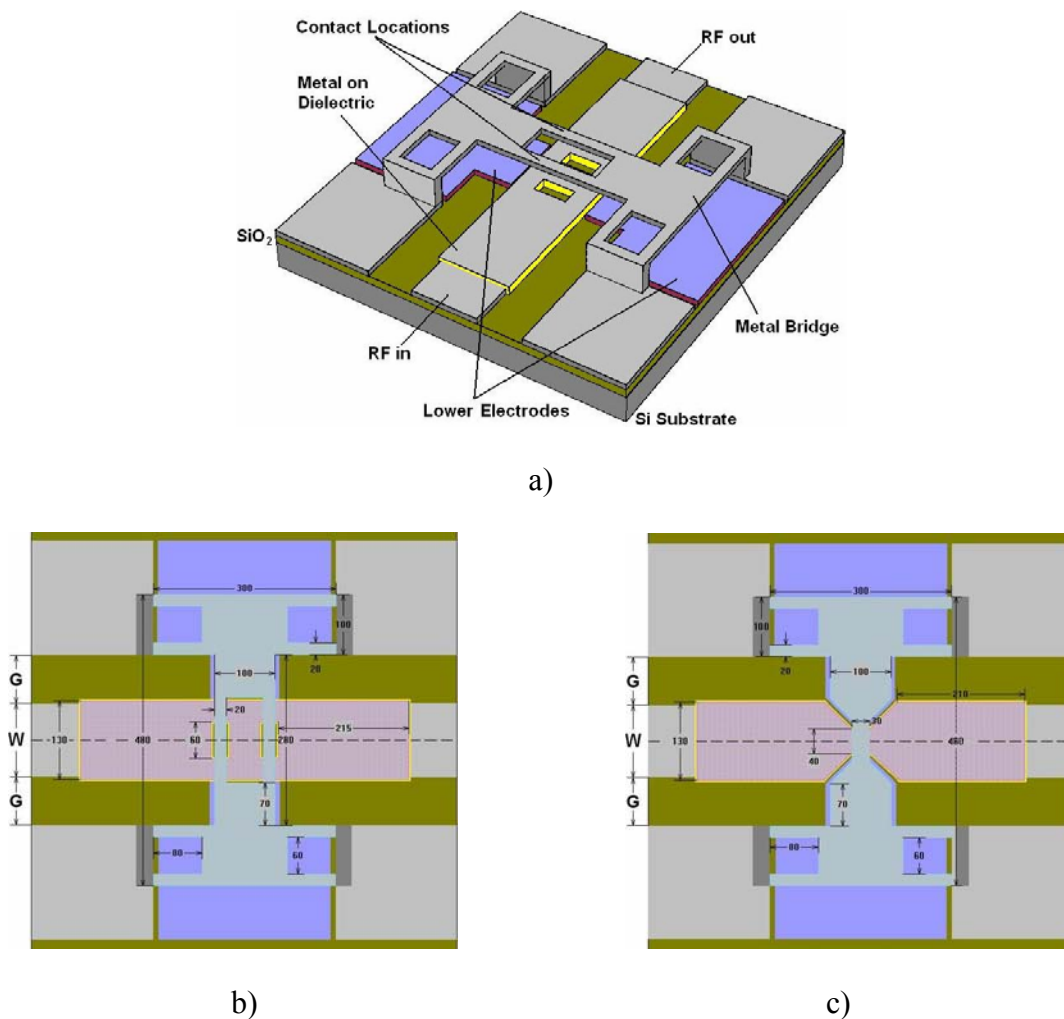 Contact Locations
RF out
Metal on
Dielectric
SiO₂
RF in
Metal Bridge
Lower Electrodes
Si Substrate
a)
300
100
20
G
100
20
W
130
480
60
280
215
G
70
80
60
b)
300
100
20
G
100
210
30
W
130
40
460
G
70
80
60
c)